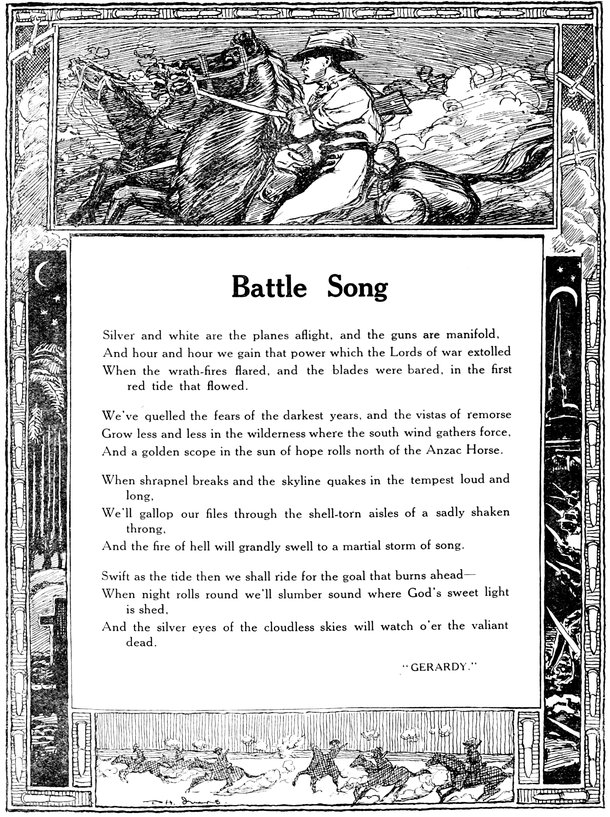 Battle Song
Silver and white are the planes aflight, and the guns are manifold,
And hour and hour we gain that power which the Lords of war extolled
When the wrath-fires flared, and the blades were bared, in the first
red tide that flowed.
We've quelled the fears of the darkest years, and the vistas of remorse
Grow less and less in the wilderness where the south wind gathers force,
And a golden scope in the sun of hope rolls north of the Anzac Horse.
When shrapnel breaks and the skyline quakes in the tempest loud and
long,
We'll gallop our files through the shell-torn aisles of a sadly shaken
throng,
And the fire of hell will grandly swell to a martial storm of song.
Swift as the tide then we shall ride for the goal that burns ahead—
When night rolls round we'll slumber sound where God's sweet light
is shed,
And the silver eyes of the cloudless skies will watch o'er the valiant
dead.
"GERARDY."